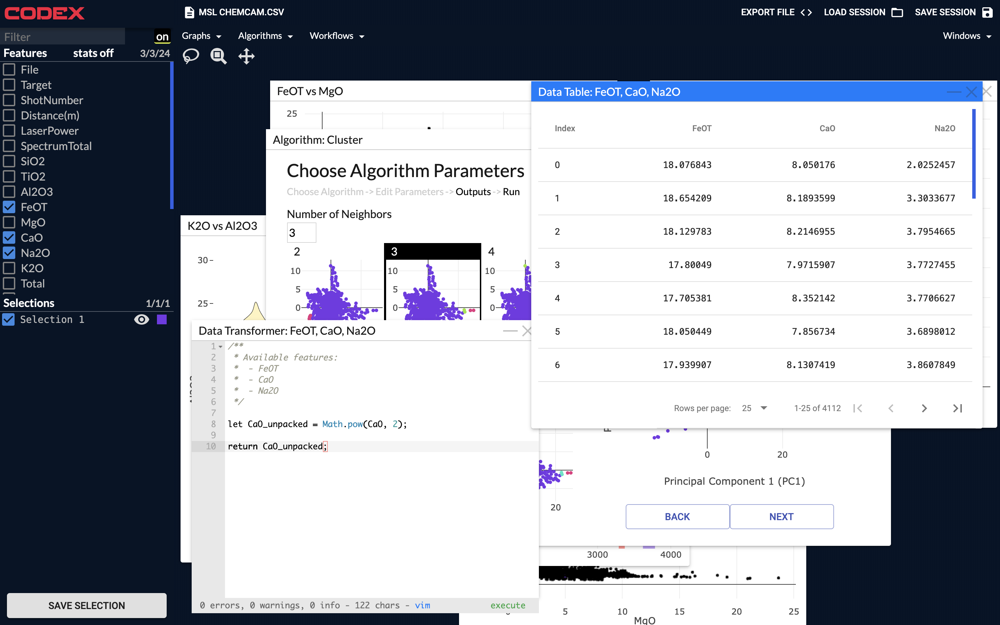 CODEX
MSL CHEMCAM.CSV
EXPORT FILE
LOAD SESSION
SAVE SESSION
Filter
on
Graphs
Algorithms
Workflows
Windows
Features
stats off
3/3/24
File
Target
ShotNumber
Distance(m)
LaserPower
SpectrumTotal
SiO2
TiO2
Al2O3
FeOT
MgO
CaO
Na2O
K2O
Total
Selections
1/1/1
Selection 1
SAVE SELECTION
FeOT vs MgO
25
Algorithm: Cluster
Choose Algorithm Parameters
Choose Algorithm -> Edit Parameters -> Outputs -> Run
Number of Neighbors
3
2
3
4
10
5
0
10
5
0
10
5
0
K2O vs Al2O3
30
25
Data Transformer: FeOT, CaO, Na2O
1 /**
2 * Available features:
3 * - FeOT
4 * - CaO
5 * - Na2O
6 */
7
8 let CaO_unpacked = Math.pow(CaO, 2);
9
10 return CaO_unpacked;
0 errors, 0 warnings, 0 info - 122 chars - vim
execute
Data Table: FeOT, CaO, Na2O
Index FeOT CaO Na2O
0 18.076843 8.050176 2.0252457
1 18.654209 8.1893599 3.3033677
2 18.129783 8.2146955 3.7954665
3 17.80049 7.9715907 3.7727455
4 17.705381 8.352142 3.7706627
5 18.050449 7.856734 3.6898012
6 17.939907 8.1307419 3.8607849
Rows per page: 25
1-25 of 4112
0
20
Principal Component 1 (PC1)
20
BACK
NEXT
3000
4000
5
10
15
20
25
MgO